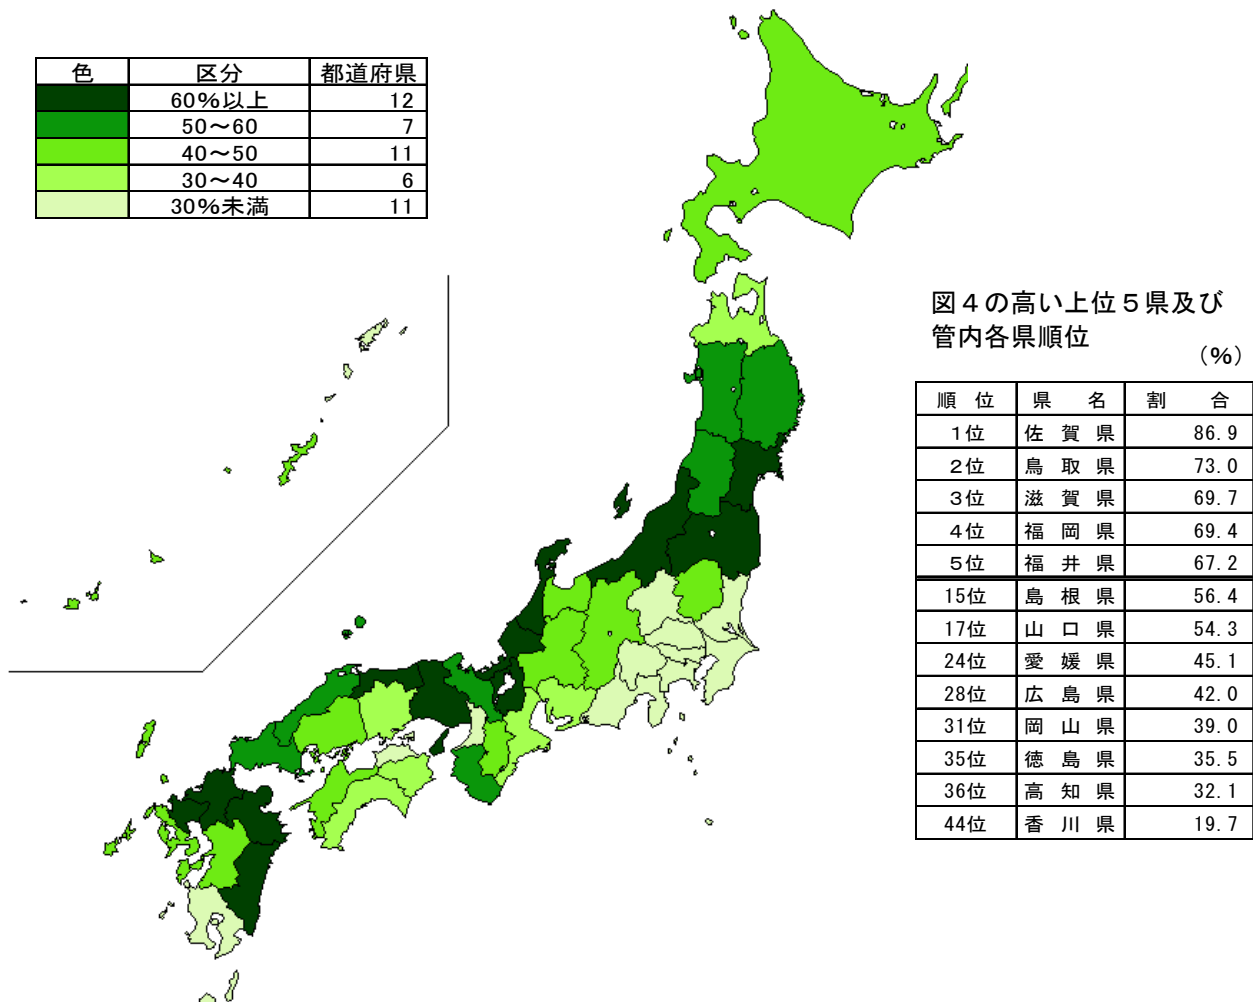 色 区分 都道府県
60%以上 12
50～60 7
40～50 11
30～40 6
30%未満 11
図４の高い上位５県及び
管内各県順位
（%）
順 位 県 名 割 合
1位 佐 賀 県 86.9
2位 鳥 取 県 73.0
3位 滋 賀 県 69.7
4位 福 岡 県 69.4
5位 福 井 県 67.2
15位 島 根 県 56.4
17位 山 口 県 54.3
24位 愛 媛 県 45.1
28位 広 島 県 42.0
31位 岡 山 県 39.0
35位 徳 島 県 35.5
36位 高 知 県 32.1
44位 香 川 県 19.7